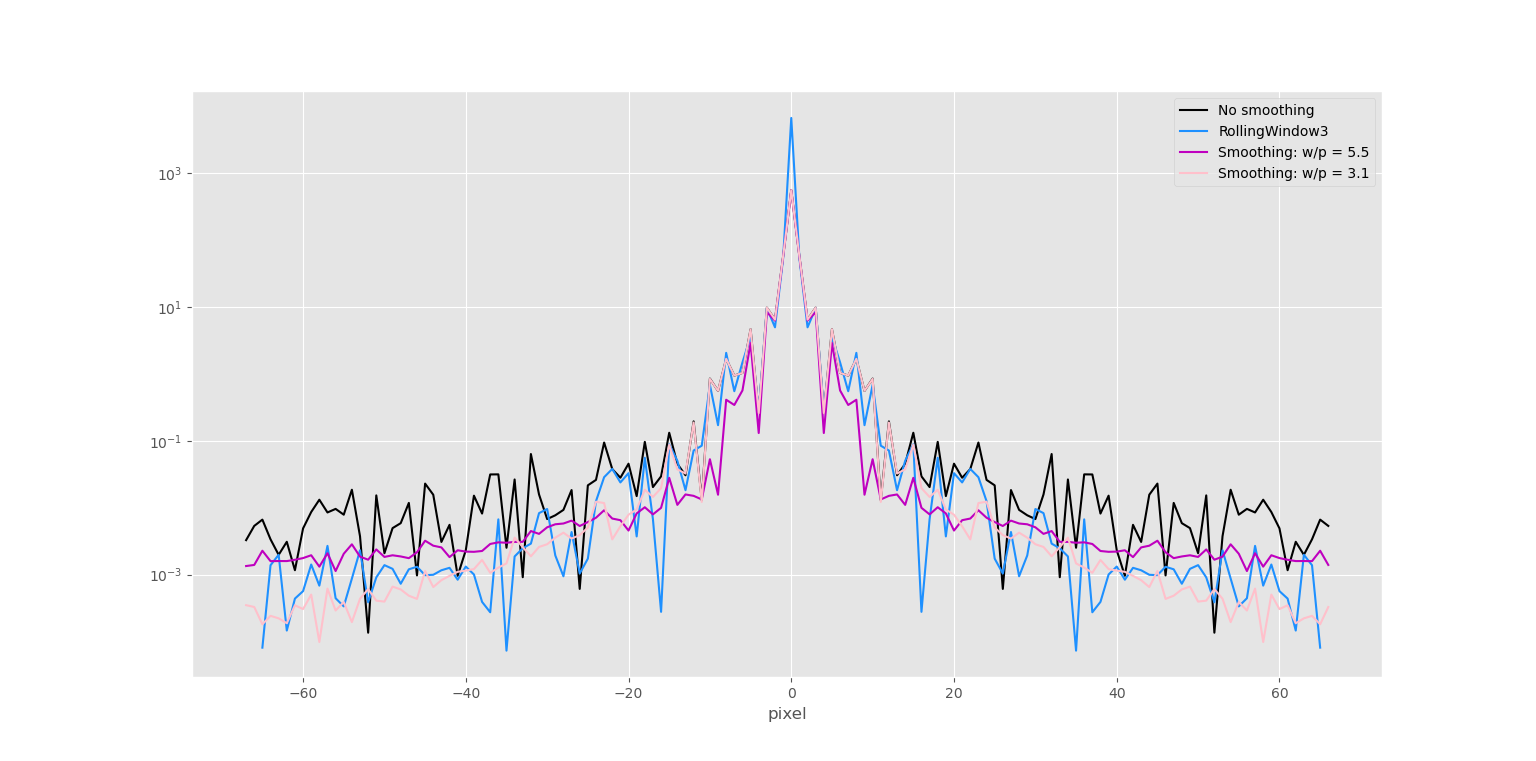 No smoothing
RollingWindow3
Smoothing: w/p = 5.5
Smoothing: w/p = 3.1
10³
10¹
10⁻¹
10⁻³
−60 −40 −20 0 20 40 60
pixel